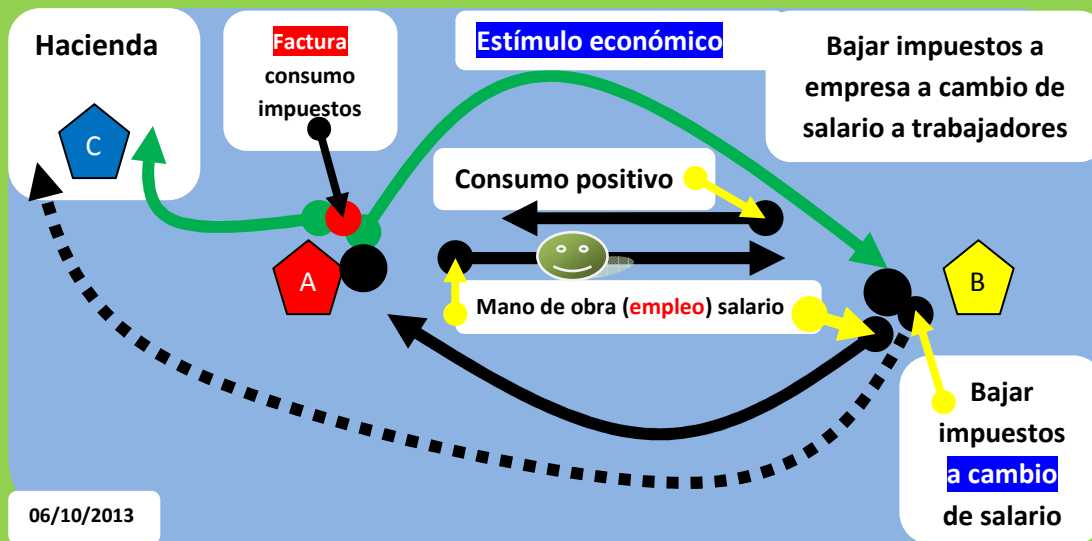 Hacienda
C
Factura
consumo
impuestos
Estímulo económico
Bajar impuestos a
empresa a cambio de
salario a trabajadores
Consumo positivo
A
B
Mano de obra (empleo) salario
Bajar
impuestos
a cambio
de salario
06/10/2013